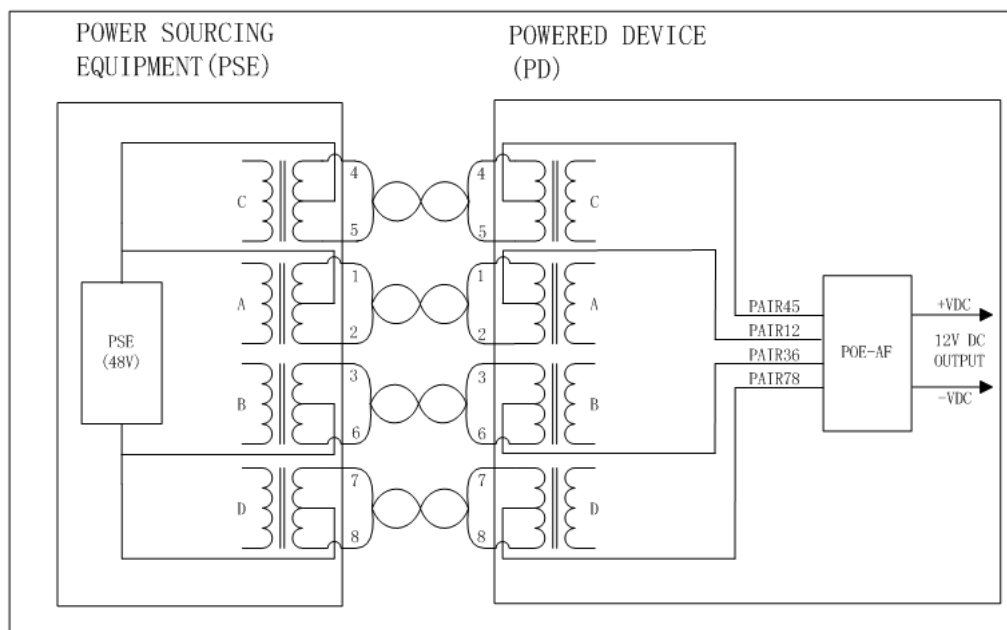 POWER SOURCING
EQUIPMENT(PSE)
POWERED DEVICE
(PD)
C
4
5
4
5
C
A
1
2
1
2
A
PSE
(48V)
B
3
6
3
6
B
D
7
8
7
8
D
PAIR45
PAIR12
PAIR36
PAIR78
POE-AF
+VDC
12V DC
OUTPUT
-VDC